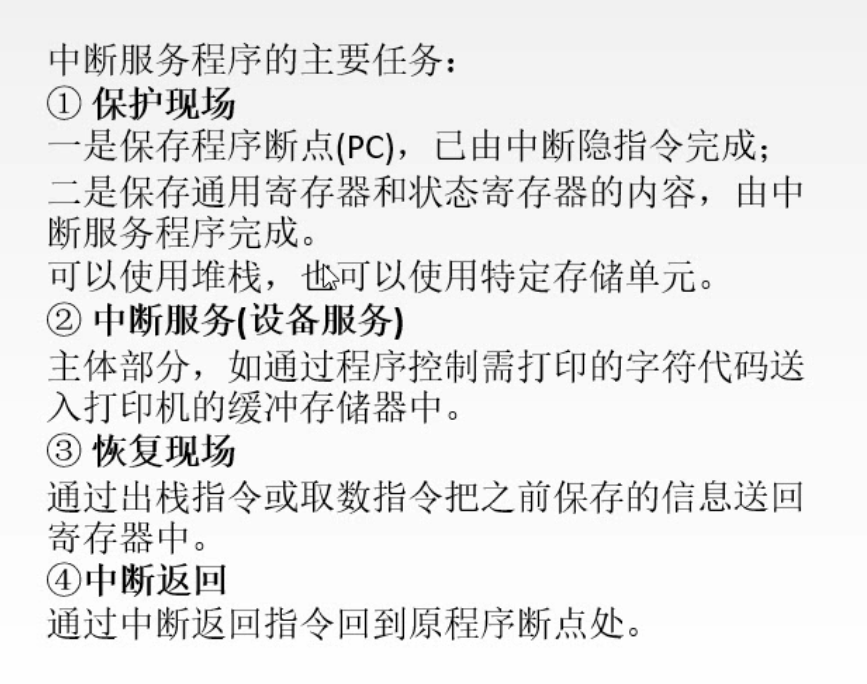 中断服务程序的主要任务：
① 保护现场
一是保存程序断点(PC)，已由中断隐指令完成；
二是保存通用寄存器和状态寄存器的内容，由中
断服务程序完成。
可以使用堆栈，也可以使用特定存储单元。
② 中断服务(设备服务)
主体部分，如通过程序控制需打印的字符代码送
入打印机的缓冲存储器中。
③ 恢复现场
通过出栈指令或取数指令把之前保存的信息送回
寄存器中。
④中断返回
通过中断返回指令回到原程序断点处。